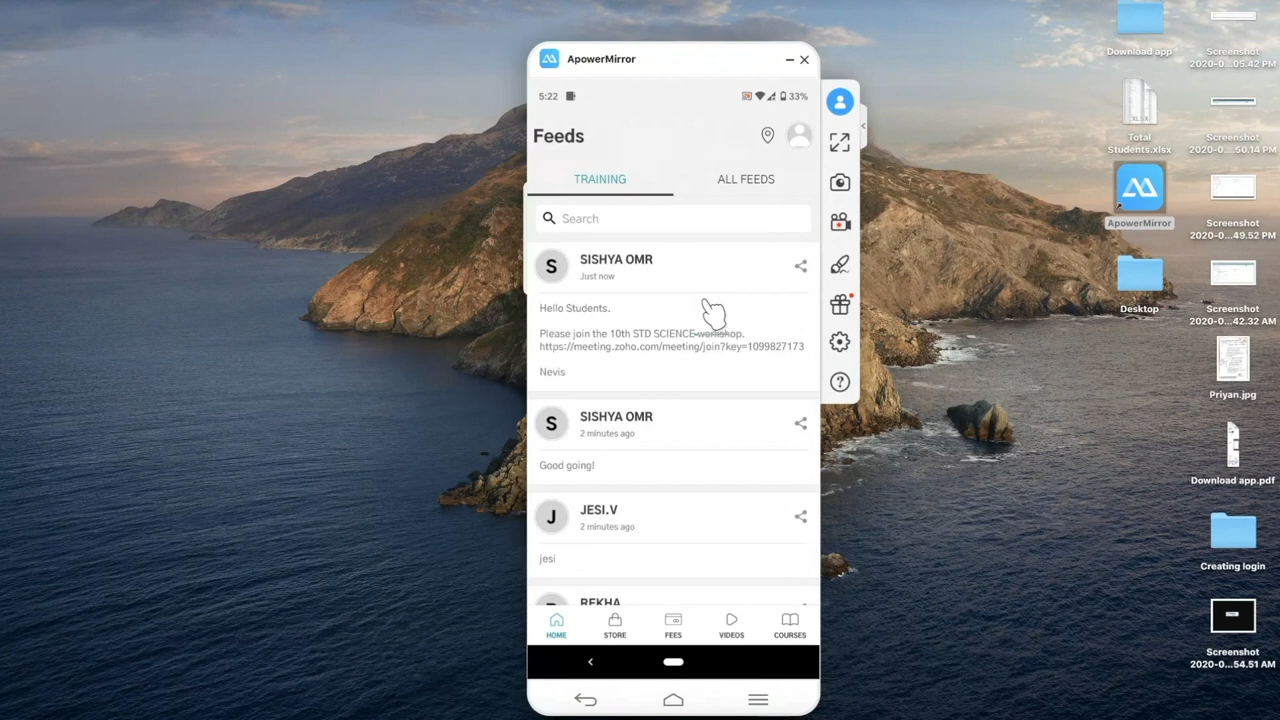 ApowerMirror
5:22
33%
Feeds
TRAINING
ALL FEEDS
Search
S
SISHYA OMR
Just now
Hello Students.
Please join the 10th STD SCIENCE workshop.
https://meeting.zoho.com/meeting/join?key=1099827173
Nevis
S
SISHYA OMR
2 minutes ago
Good going!
J
JESI.V
2 minutes ago
jesi
REKHA
HOME
STORE
FEES
VIDEOS
COURSES
Download app
XLSX
Total
Students.xlsx
ApowerMirror
Desktop
Screenshot
2020-0...05.42 PM
Screenshot
2020-0....50.14 PM
Screenshot
2020-0...49.52 PM
Screenshot
2020-0...42.32 AM
Priyan.jpg
Download app.pdf
Creating login
Screenshot
2020-0...54.51 AM